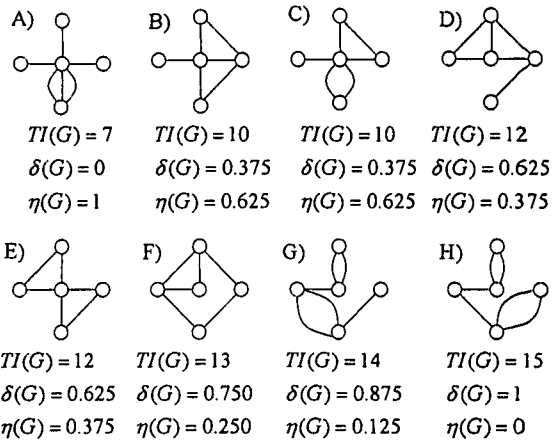 A) B) C) D)
TI(G) = 7 TI(G) = 10 TI(G) = 10 TI(G) = 12
δ(G) = 0 δ(G) = 0.375 δ(G) = 0.375 δ(G) = 0.625
η(G) = 1 η(G) = 0.625 η(G) = 0.625 η(G) = 0.375
E) F) G) H)
TI(G) = 12 TI(G) = 13 TI(G) = 14 TI(G) = 15
δ(G) = 0.625 δ(G) = 0.750 δ(G) = 0.875 δ(G) = 1
η(G) = 0.375 η(G) = 0.250 η(G) = 0.125 η(G) = 0